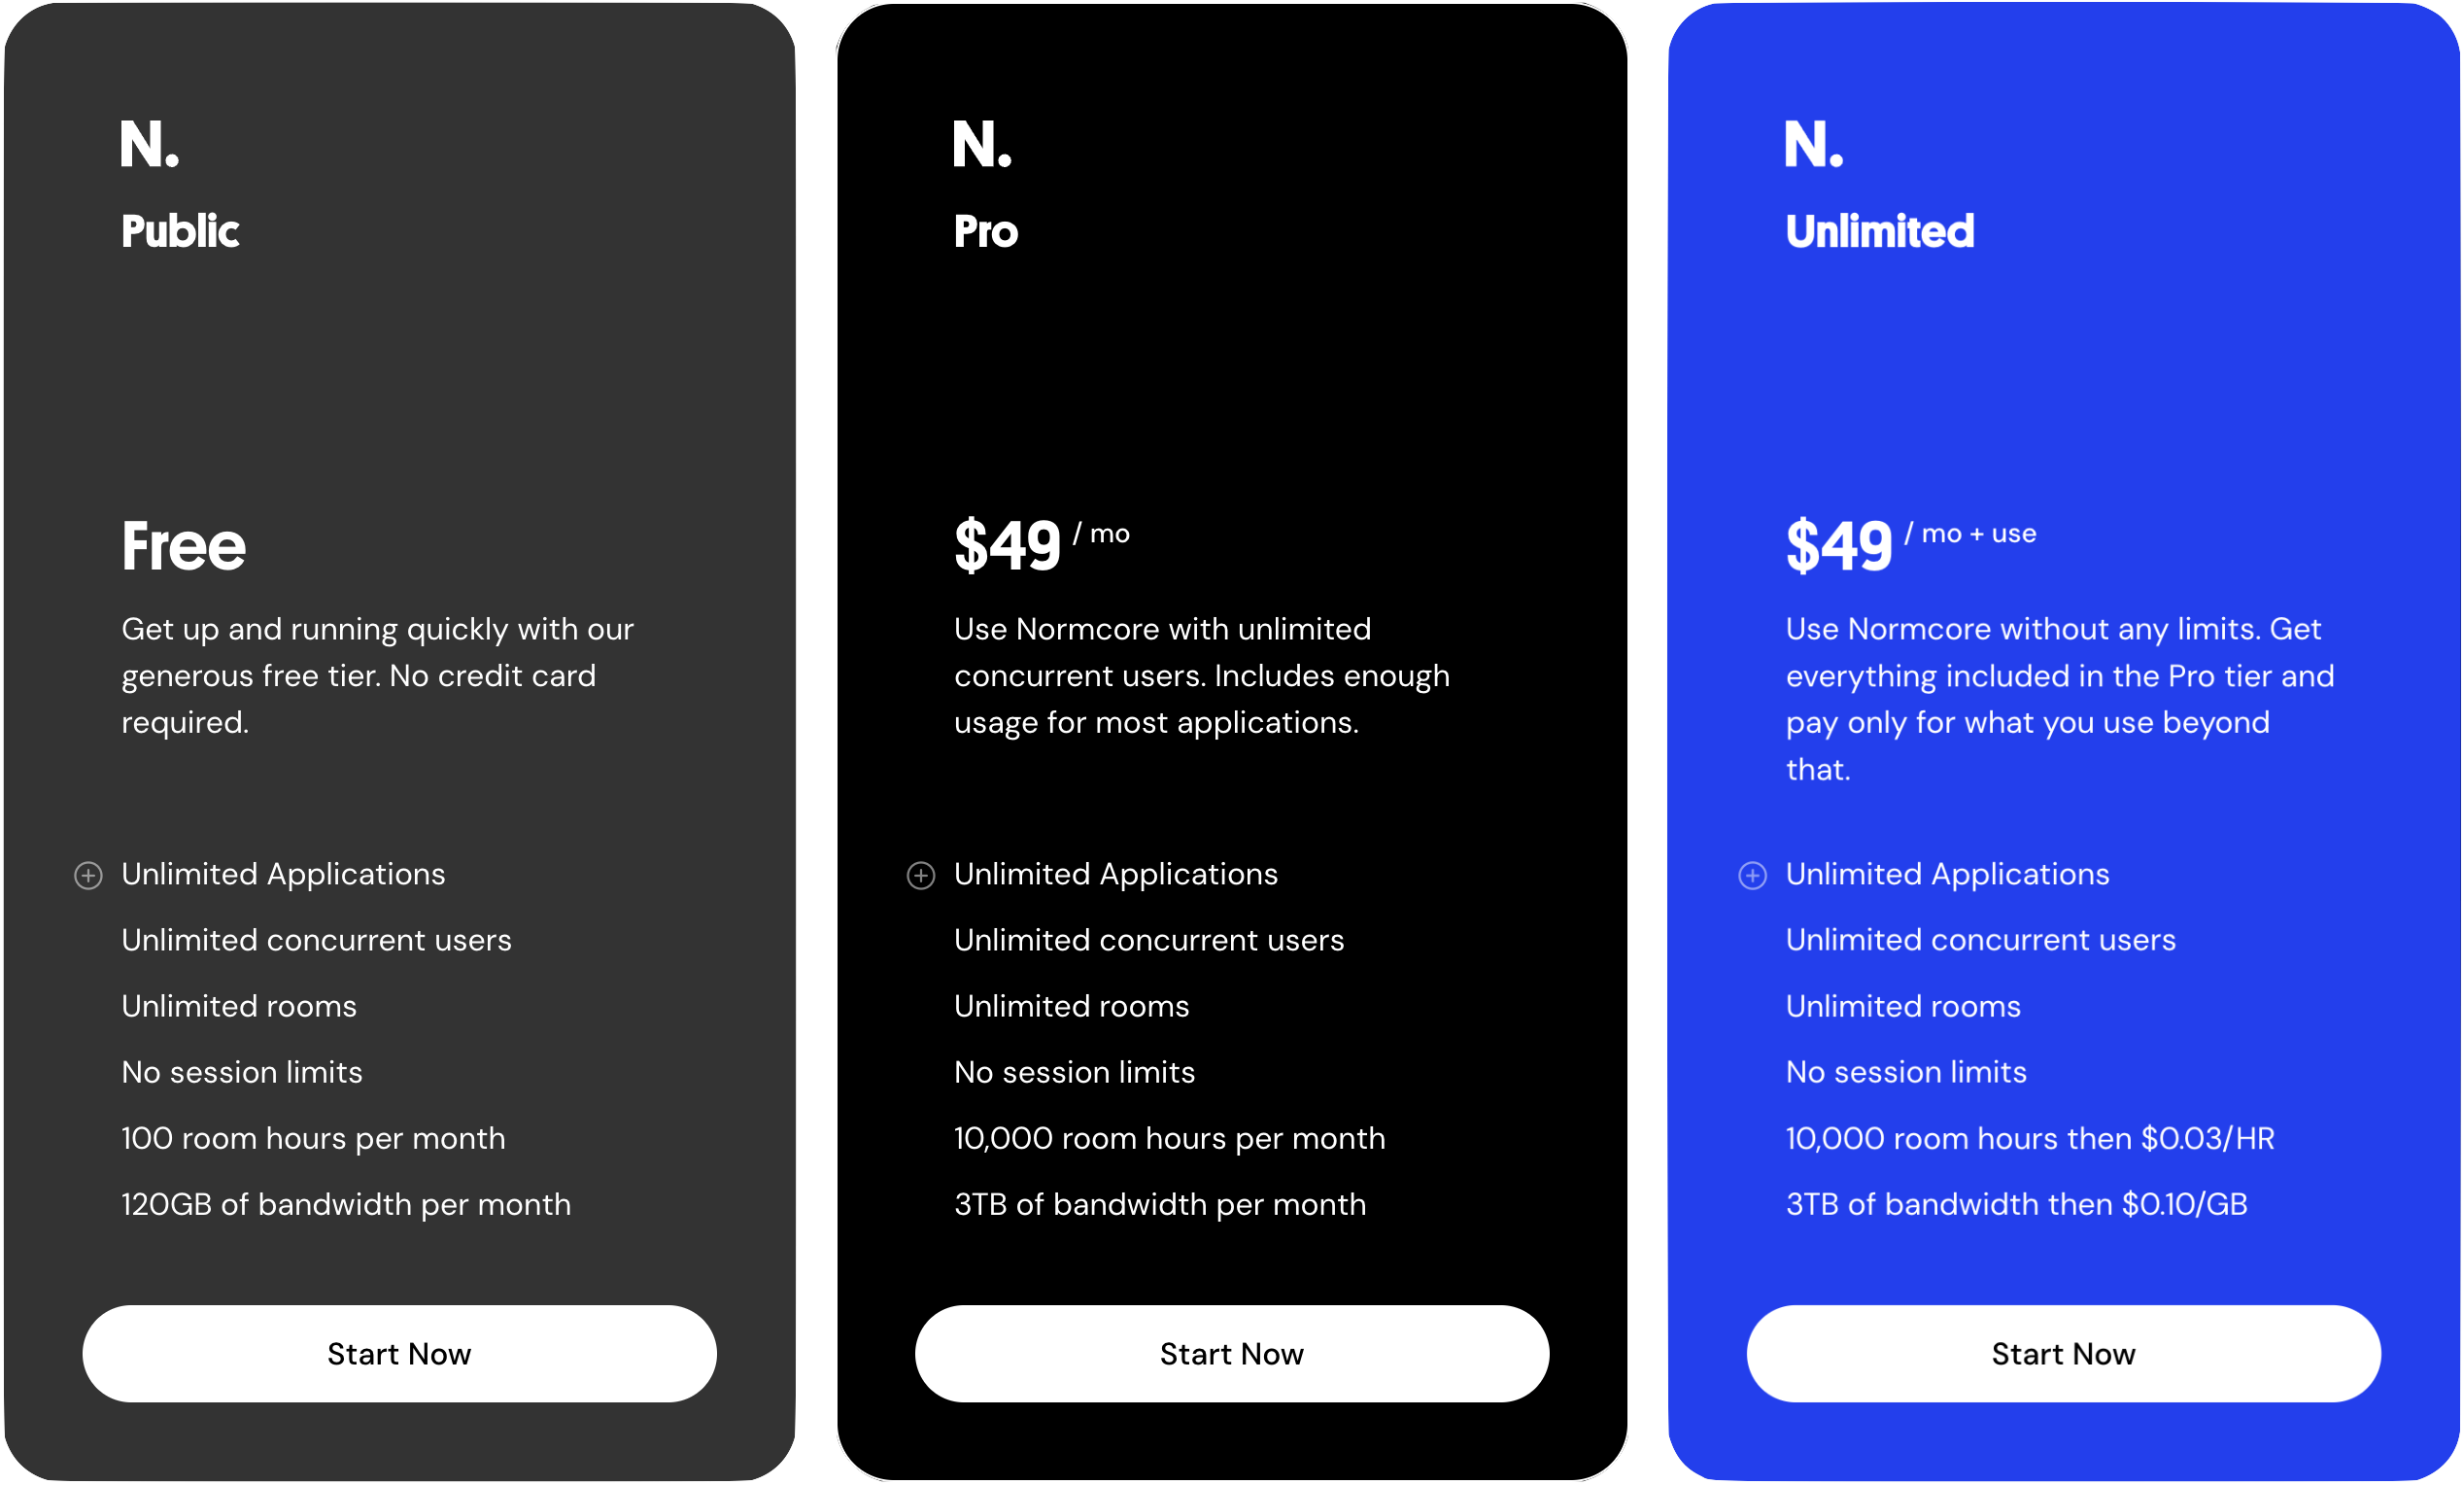 N.
Public
Free
Get up and running quickly with our
generous free tier. No credit card
required.
Unlimited Applications
Unlimited concurrent users
Unlimited rooms
No session limits
100 room hours per month
120GB of bandwidth per month
Start Now
N.
Pro
$49 / mo
Use Normcore with unlimited
concurrent users. Includes enough
usage for most applications.
Unlimited Applications
Unlimited concurrent users
Unlimited rooms
No session limits
10,000 room hours per month
3TB of bandwidth per month
Start Now
N.
Unlimited
$49 / mo + use
Use Normcore without any limits. Get
everything included in the Pro tier and
pay only for what you use beyond
that.
Unlimited Applications
Unlimited concurrent users
Unlimited rooms
No session limits
10,000 room hours then $0.03/HR
3TB of bandwidth then $0.10/GB
Start Now